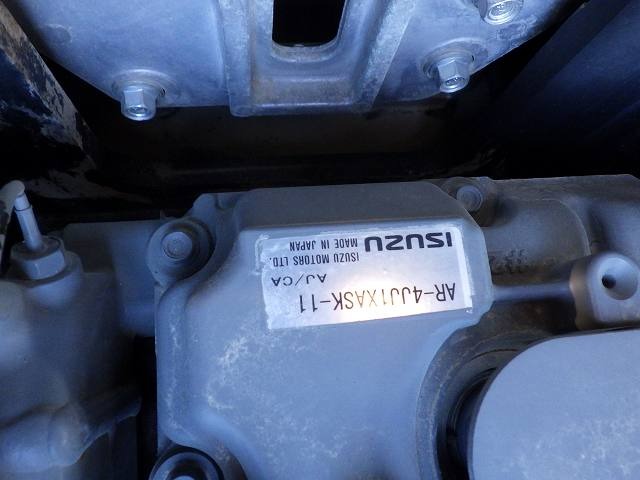 AR-4JJ1XASK-11
AJ/CA
ISUZU MOTORS LTD.
ISUZU MADE IN JAPAN